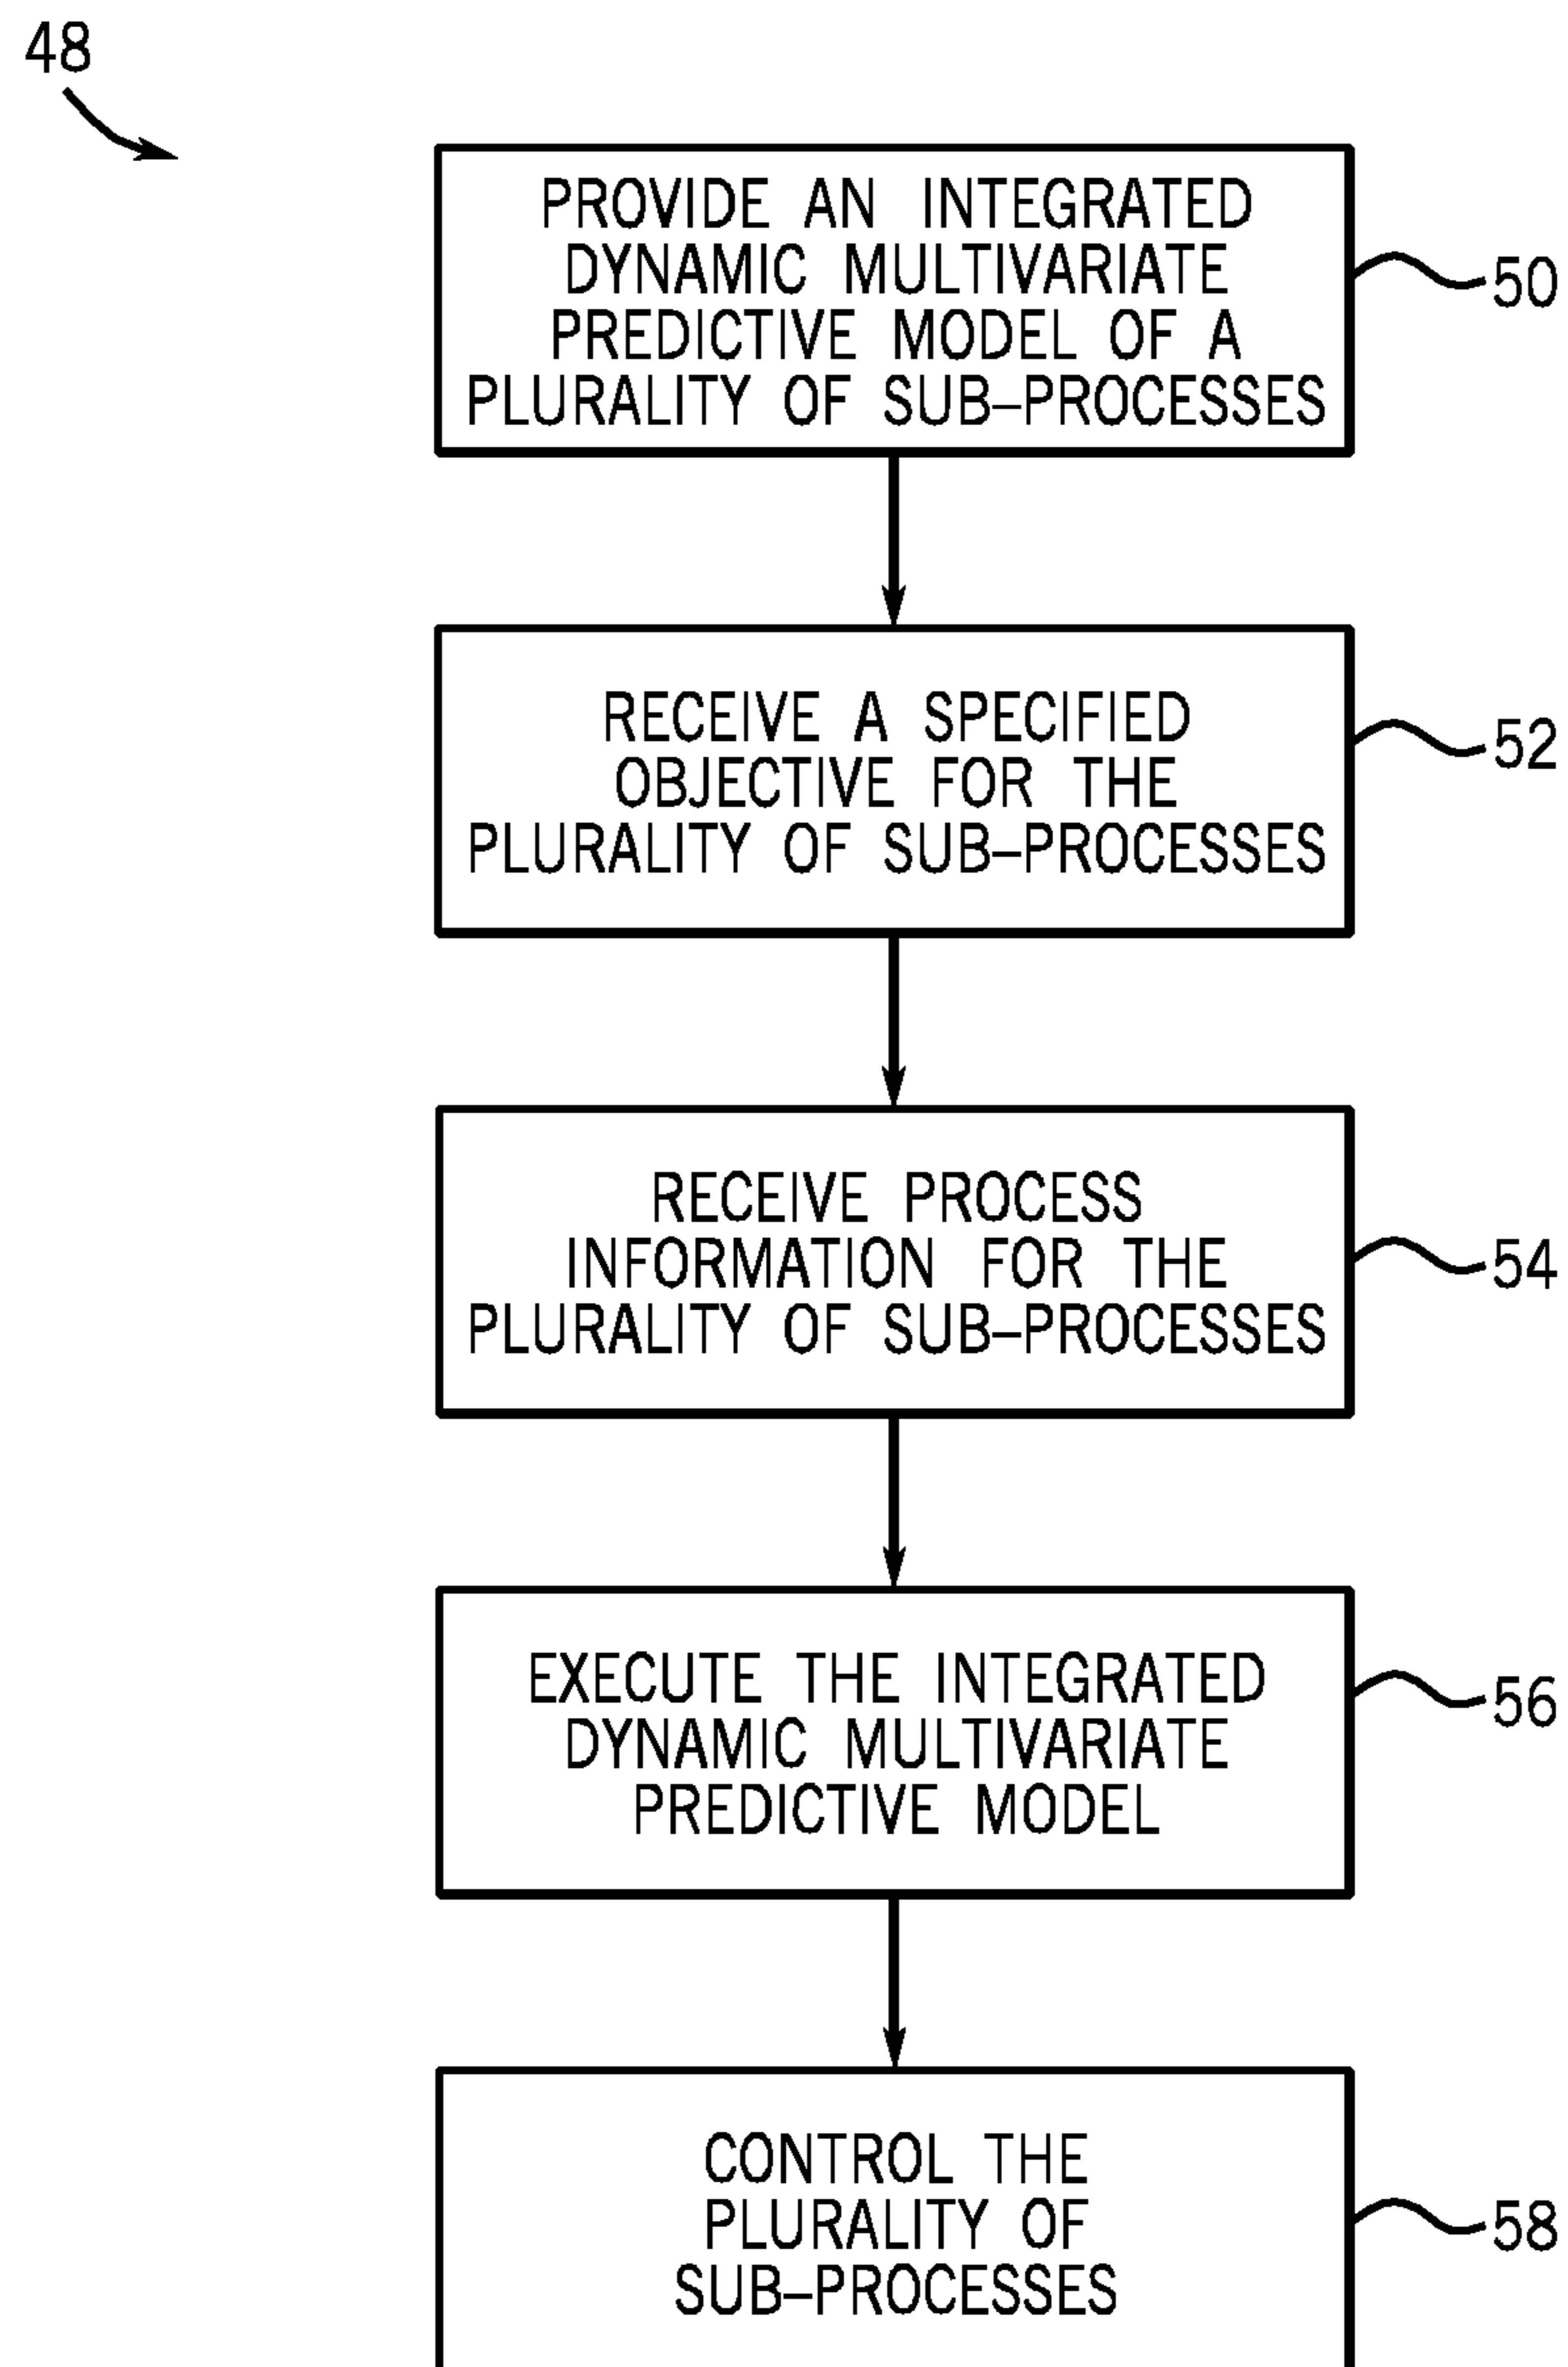 48
PROVIDE AN INTEGRATED
DYNAMIC MULTIVARIATE
PREDICTIVE MODEL OF A
PLURALITY OF SUB-PROCESSES
50
RECEIVE A SPECIFIED
OBJECTIVE FOR THE
PLURALITY OF SUB-PROCESSES
52
RECEIVE PROCESS
INFORMATION FOR THE
PLURALITY OF SUB-PROCESSES
54
EXECUTE THE INTEGRATED
DYNAMIC MULTIVARIATE
PREDICTIVE MODEL
56
CONTROL THE
PLURALITY OF
SUB-PROCESSES
58